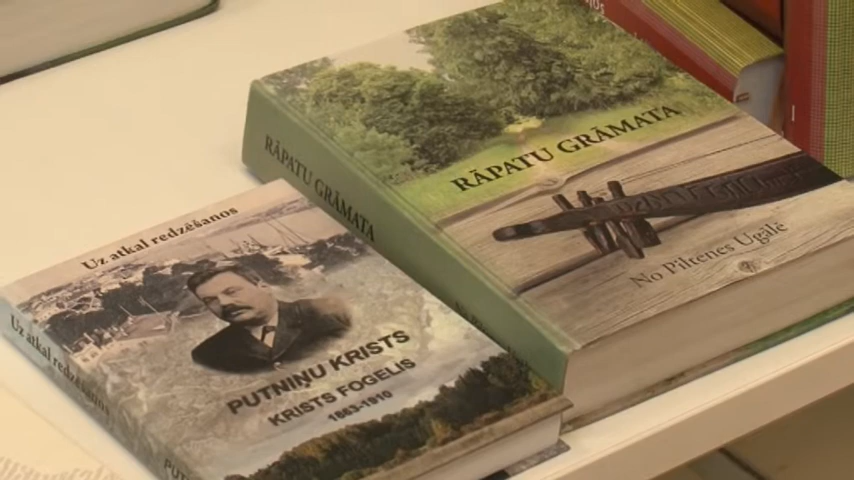 Uz atkal redzēšanos
PUTNIŅU KRISTS
KRISTS FOGELIS
1863-1910
Uz atkal redzēšanos
RĀPATU GRĀMATA
No Piltenes Ugālē
RĀPATU GRĀMATA